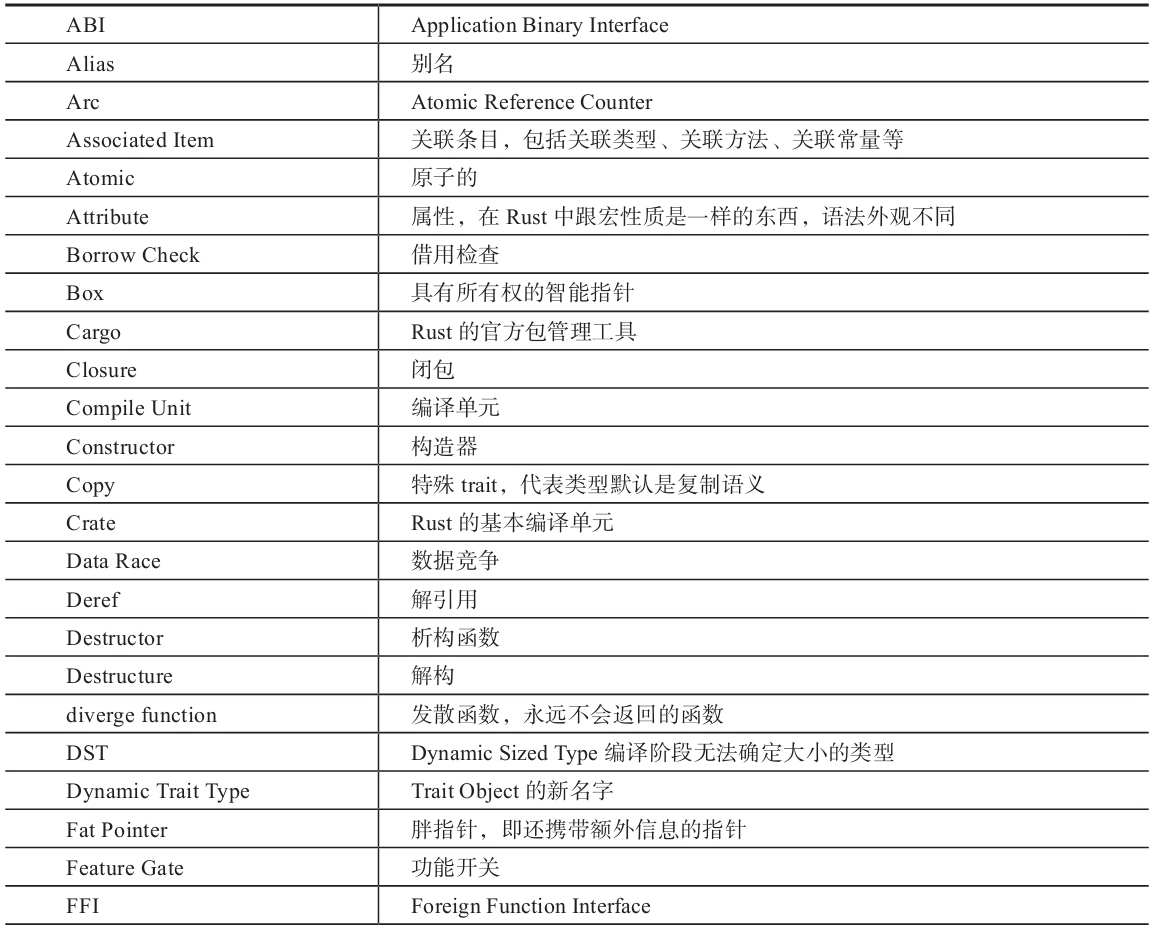 ABI Application Binary Interface
Alias 别名
Arc Atomic Reference Counter
Associated Item 关联条目，包括关联类型、关联方法、关联常量等
Atomic 原子的
Attribute 属性，在 Rust 中跟宏性质是一样的东西，语法外观不同
Borrow Check 借用检查
Box 具有所有权的智能指针
Cargo Rust 的官方包管理工具
Closure 闭包
Compile Unit 编译单元
Constructor 构造器
Copy 特殊 trait，代表类型默认是复制语义
Crate Rust 的基本编译单元
Data Race 数据竞争
Deref 解引用
Destructor 析构函数
Destructure 解构
diverge function 发散函数，永远不会返回的函数
DST Dynamic Sized Type 编译阶段无法确定大小的类型
Dynamic Trait Type Trait Object 的新名字
Fat Pointer 胖指针，即还携带额外信息的指针
Feature Gate 功能开关
FFI Foreign Function Interface